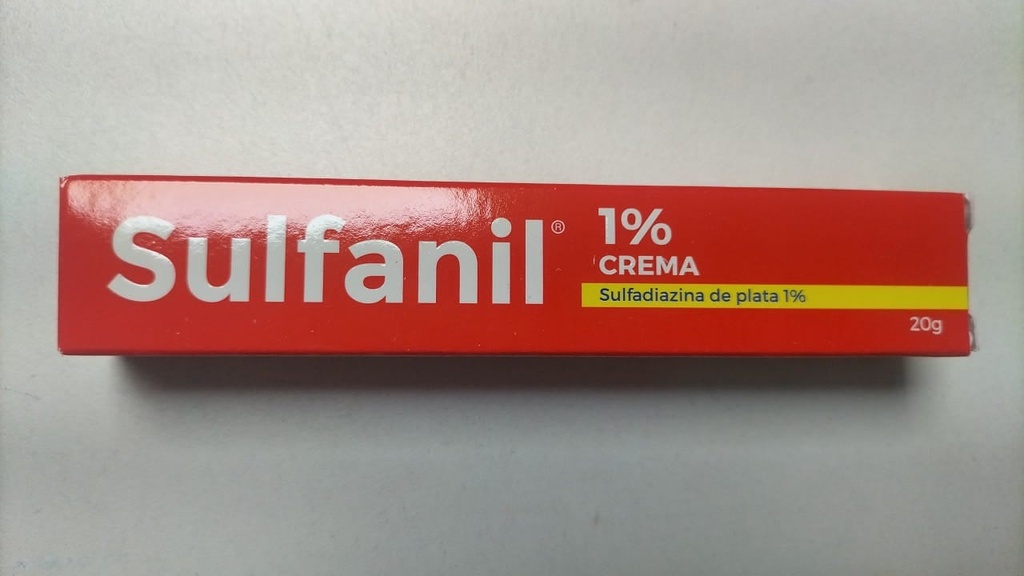 Sulfanil®
1%
CREMA
Sulfadiazina de plata 1%
20g